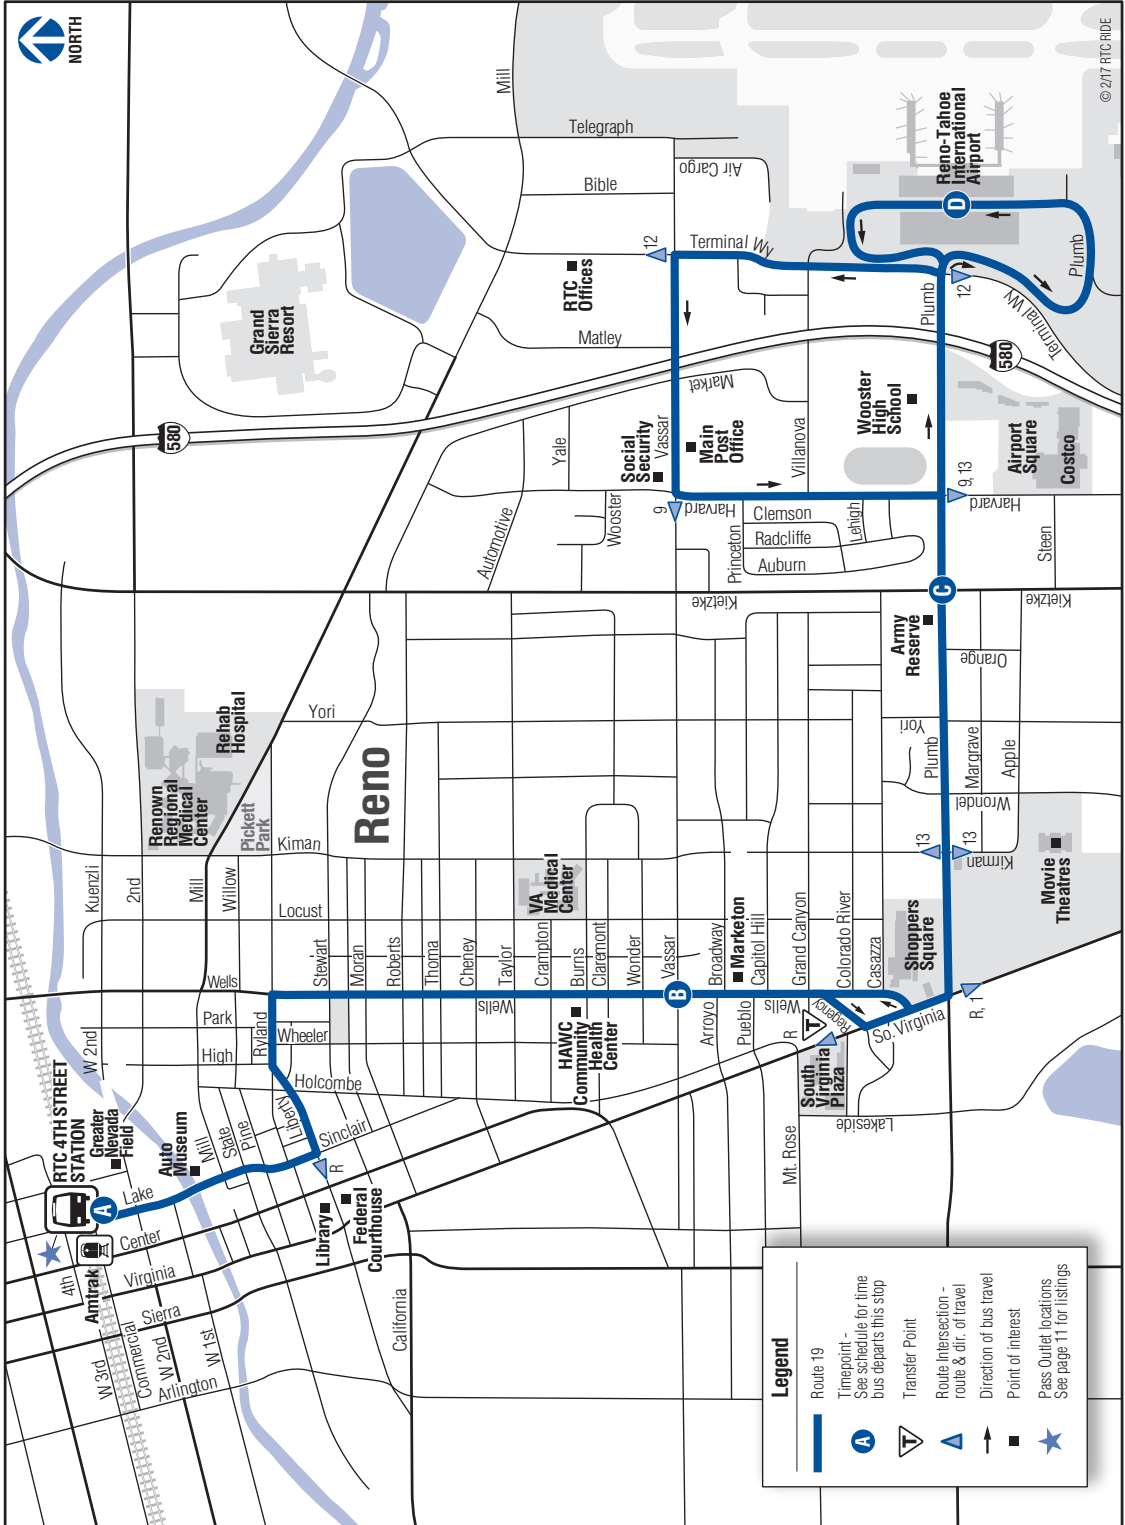 NORTH
© 2/17 RTC RIDE
Mill
Telegraph
Air Cargo
Bible
Reno-Tahoe
International
Airport
D
Terminal Wy
12
RTC
Offices
Plumb
Plumb
12
Terminal Wy
Grand
Sierra
Resort
Matley
580
580
Market
Wooster
High
School
Main
Post
Office
Social
Security
Vassar
Villanova
Yale
Airport
Square
Costco
9, 13
Harvard
Harvard
9
Wooster
Automotive
Clemson
Radcliffe
Auburn
Princeton
Lehigh
Steen
Kietzke
Kietzke
C
Army
Reserve
Orange
Yori
Yori
Plumb
Margrave
Apple
Wrondel
Rehab
Hospital
Renown
Regional
Medical
Center
Pickett
Park
Reno
Kiman
13
13
Kirman
Movie
Theatres
Kuenzli
2nd
Mill
Willow
Locust
VA
Medical
Center
Stewart
Moran
Roberts
Thoma
Cheney
Taylor
Crampton
Burns
Claremont
Wonder
Vassar
Broadway
Marketon
Capitol Hill
Grand Canyon
Colorado River
Casazza
Shoppers
Square
Wells
Wells
Wells
B
Park
High
Ryland
Wheeler
W 2nd
HAWC
Community
Health
Center
Arroyo
Pueblo
R
T
Regency
So. Virginia
R, 1
South
Virginia
Plaza
Lakeside
Mt. Rose
Holcombe
Liberty
Sinclair
R
Mill
State
Pine
RTC 4TH STREET
STATION
Greater
Nevada
Field
Auto
Museum
A
Lake
Center
Virginia
Sierra
4th
Amtrak
Library
Federal
Courthouse
California
W 3rd
Commercial
W 2nd
W 1st
Arlington
Legend
Route 19
A
Timepoint -
See schedule for time
bus departs this stop
T
Transfer Point
Route Intersection -
route & dir. of travel
Direction of bus travel
Point of interest
Pass Outlet locations
See page 11 for listings